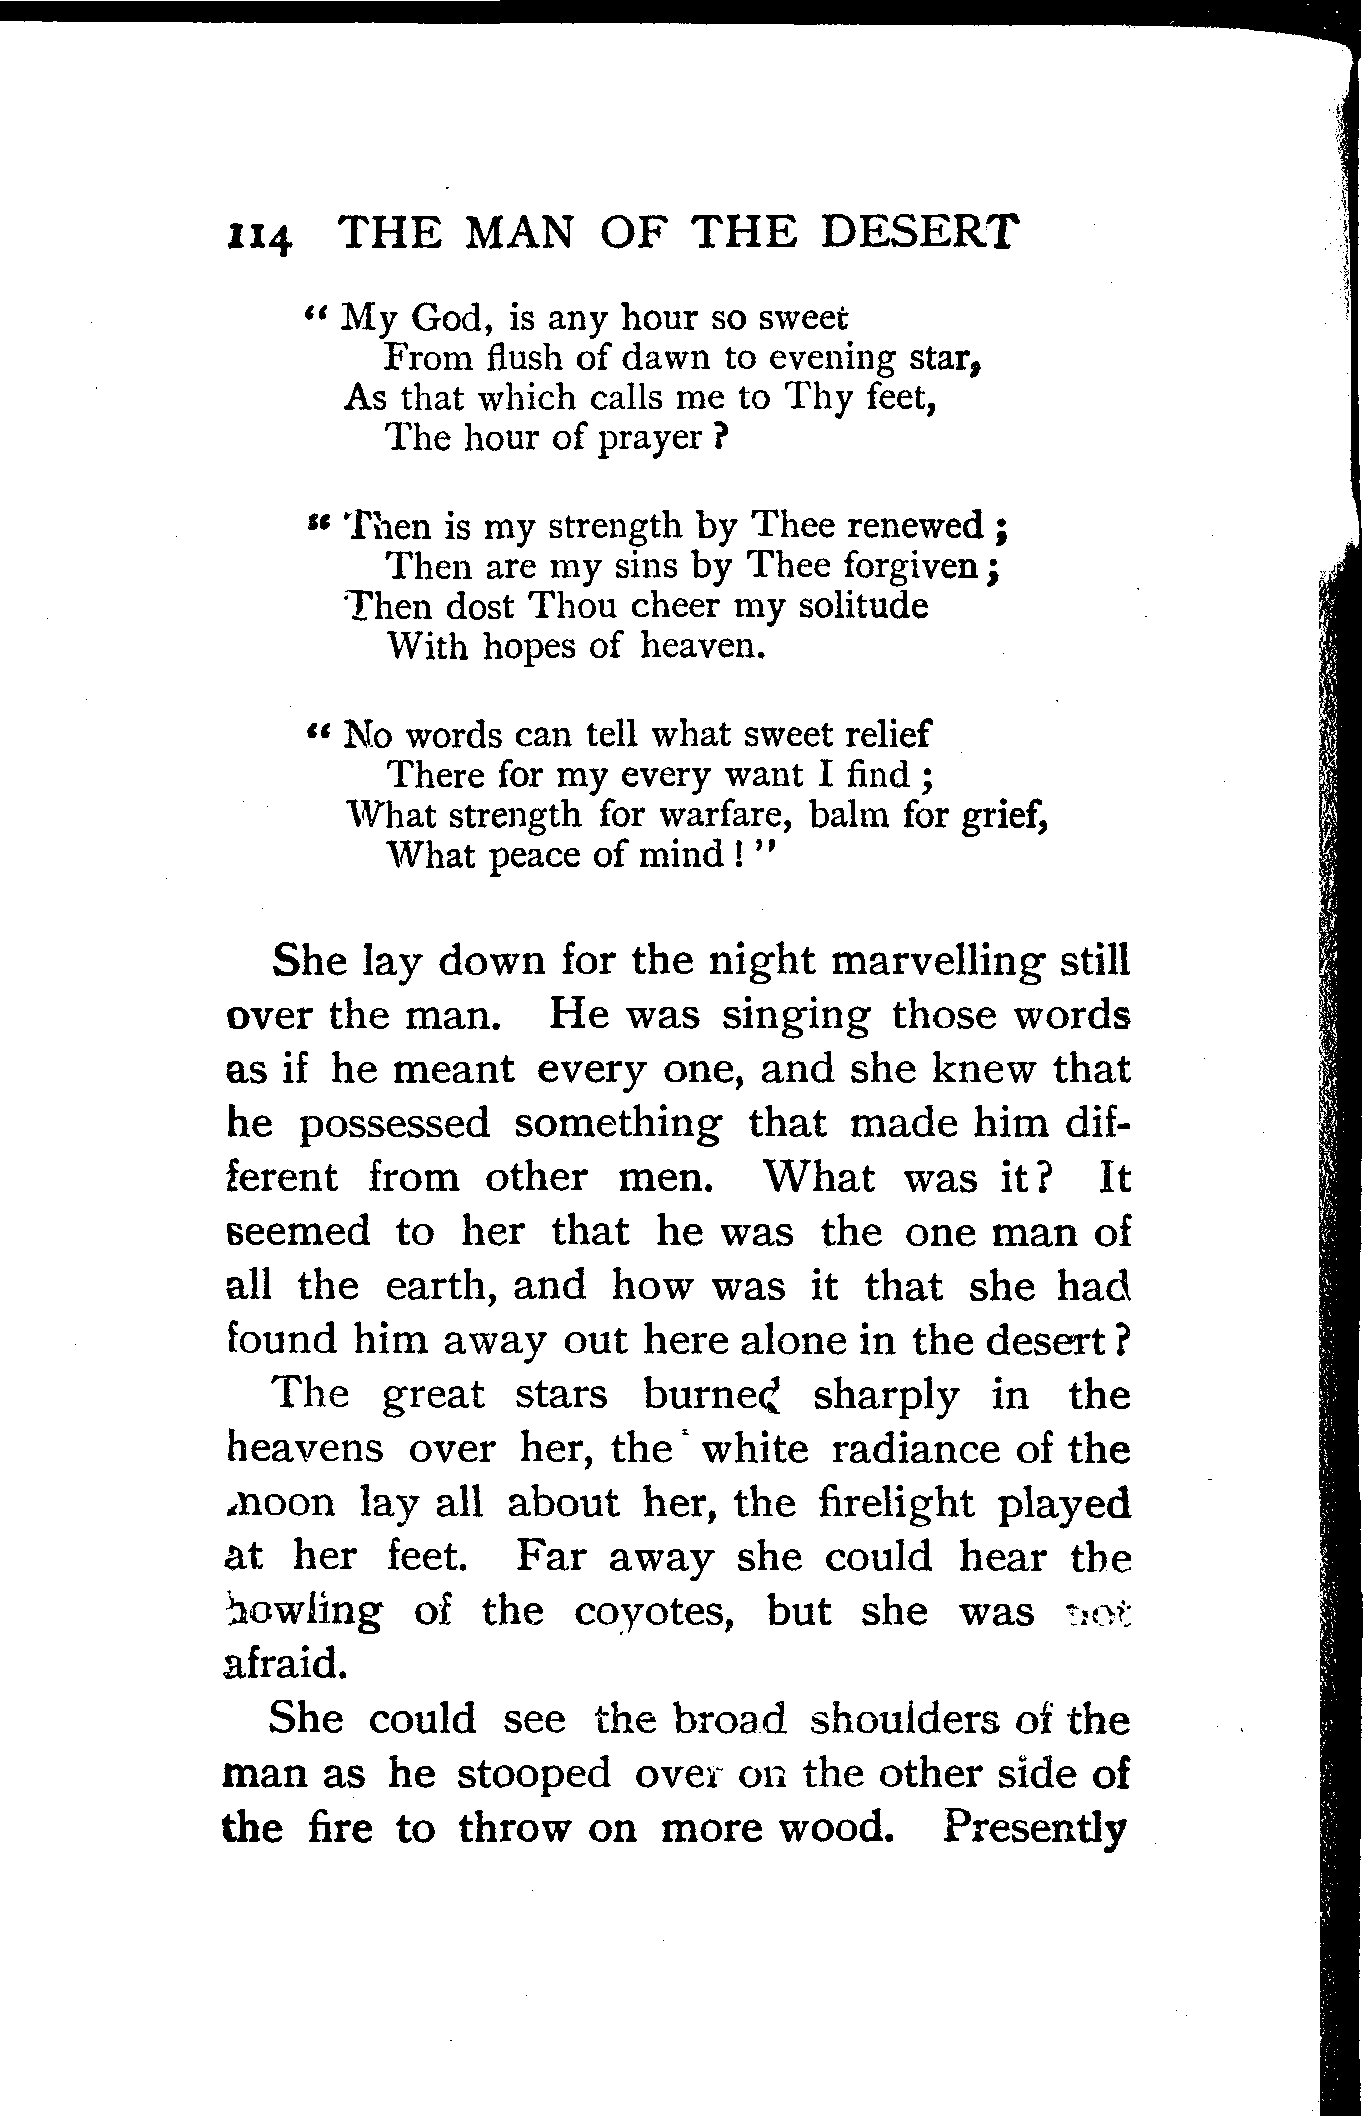 114 THE MAN OF THE DESERT
“ My God, is any hour so sweet
From flush of dawn to evening star,
As that which calls me to Thy feet,
The hour of prayer ?
“ Then is my strength by Thee renewed ;
Then are my sins by Thee forgiven ;
Then dost Thou cheer my solitude
With hopes of heaven.
“ No words can tell what sweet relief
There for my every want I find ;
What strength for warfare, balm for grief,
What peace of mind ! ”
She lay down for the night marvelling still
over the man. He was singing those words
as if he meant every one, and she knew that
he possessed something that made him dif-
ferent from other men. What was it? It
seemed to her that he was the one man of
all the earth, and how was it that she had
found him away out here alone in the desert ?
The great stars burned sharply in the
heavens over her, the white radiance of the
moon lay all about her, the firelight played
at her feet. Far away she could hear the
howling of the coyotes, but she was not
afraid.
She could see the broad shoulders of the
man as he stooped over on the other side of
the fire to throw on more wood. Presently